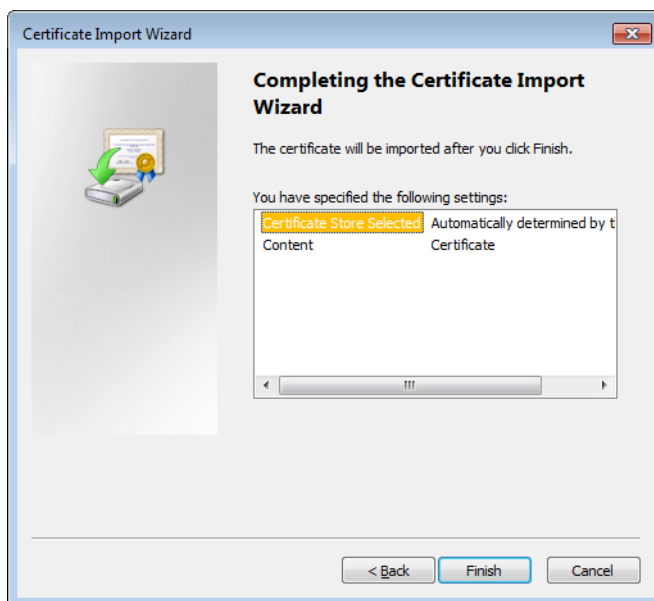 Certificate Import Wizard
Completing the Certificate Import
Wizard
The certificate will be imported after you click Finish.
You have specified the following settings:
Certificate Store Selected Automatically determined by t
Content Certificate
< Back Finish Cancel